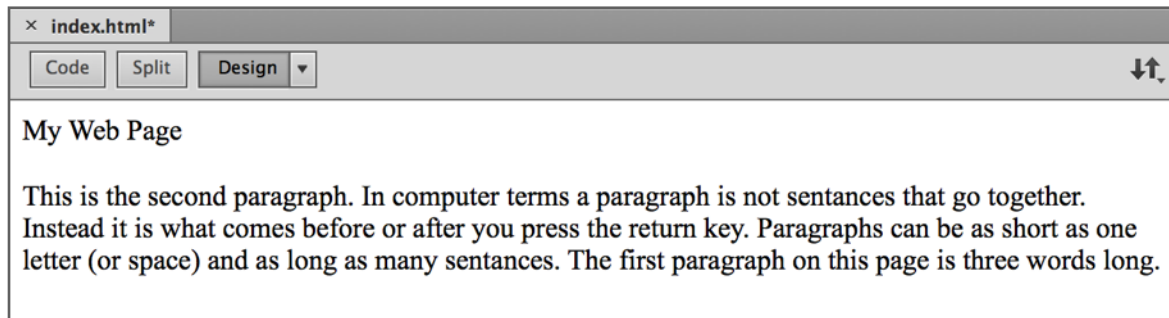 × index.html*
Code Split Design
My Web Page
This is the second paragraph. In computer terms a paragraph is not sentances that go together.
Instead it is what comes before or after you press the return key. Paragraphs can be as short as one
letter (or space) and as long as many sentances. The first paragraph on this page is three words long.